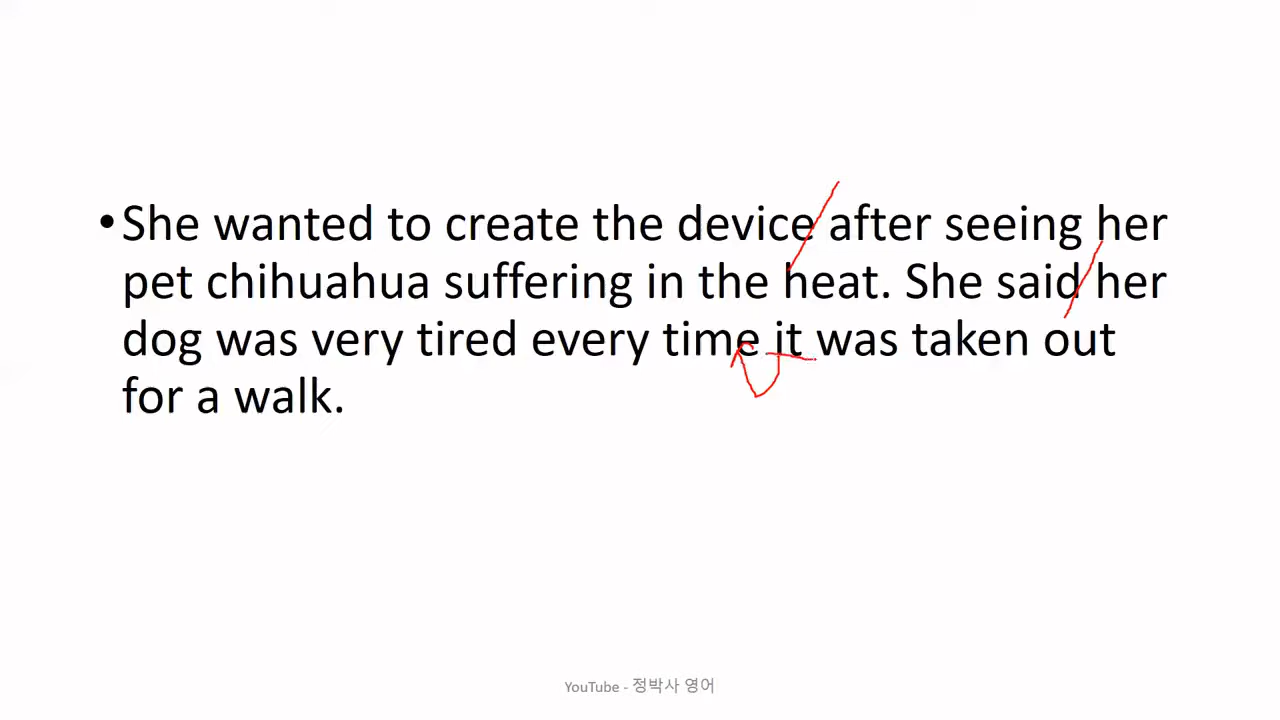 •She wanted to create the device after seeing her
pet chihuahua suffering in the heat. She said her
dog was very tired every time it was taken out
for a walk.
YouTube - 정박사 영어